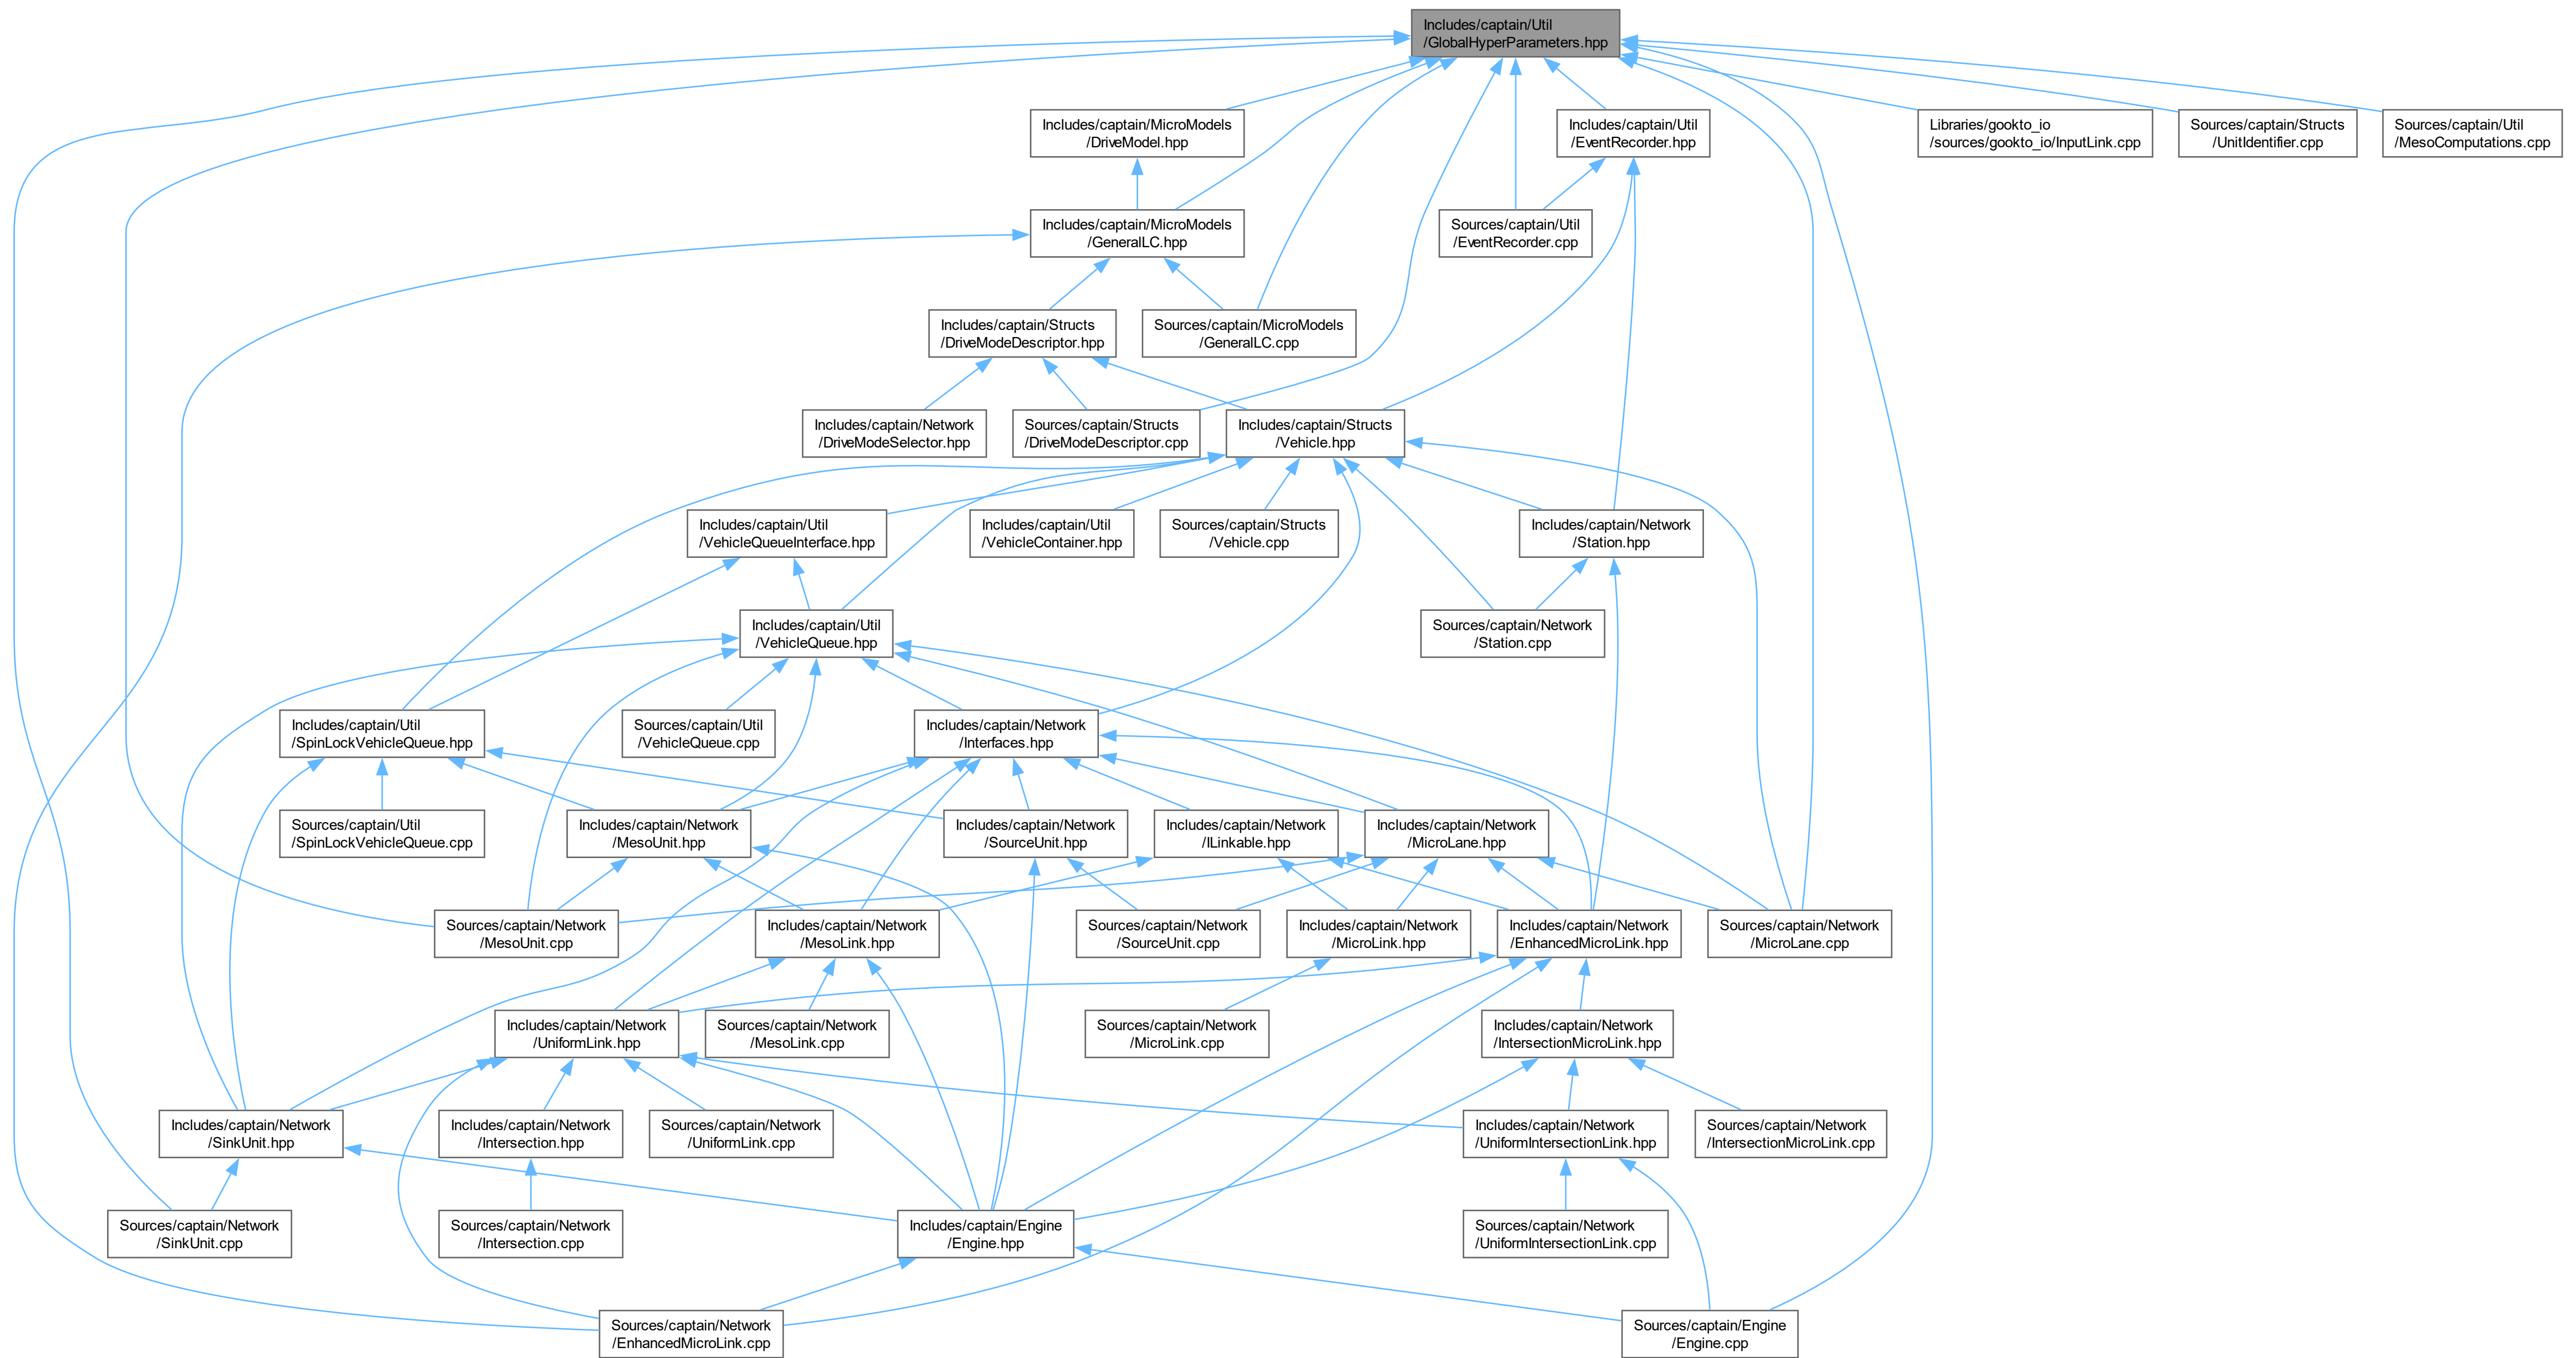 Includes/captain/Util
/GlobalHyperParameters.hpp
Includes/captain/MicroModels
/DriveModel.hpp
Includes/captain/Util
/EventRecorder.hpp
Libraries/gookto_io
/sources/gookto_io/InputLink.cpp
Sources/captain/Structs
/UnitIdentifier.cpp
Sources/captain/Util
/MesoComputations.cpp
Includes/captain/MicroModels
/GeneralLC.hpp
Sources/captain/Util
/EventRecorder.cpp
Includes/captain/Structs
/DriveModeDescriptor.hpp
Sources/captain/MicroModels
/GeneralLC.cpp
Includes/captain/Network
/DriveModeSelector.hpp
Sources/captain/Structs
/DriveModeDescriptor.cpp
Includes/captain/Structs
/Vehicle.hpp
Includes/captain/Util
/VehicleQueueInterface.hpp
Includes/captain/Util
/VehicleContainer.hpp
Sources/captain/Structs
/Vehicle.cpp
Includes/captain/Network
/Station.hpp
Includes/captain/Util
/VehicleQueue.hpp
Sources/captain/Network
/Station.cpp
Includes/captain/Util
/SpinLockVehicleQueue.hpp
Sources/captain/Util
/VehicleQueue.cpp
Includes/captain/Network
/Interfaces.hpp
Sources/captain/Util
/SpinLockVehicleQueue.cpp
Includes/captain/Network
/MesoUnit.hpp
Includes/captain/Network
/SourceUnit.hpp
Includes/captain/Network
/ILinkable.hpp
Includes/captain/Network
/MicroLane.hpp
Sources/captain/Network
/MesoUnit.cpp
Includes/captain/Network
/MesoLink.hpp
Sources/captain/Network
/SourceUnit.cpp
Includes/captain/Network
/MicroLink.hpp
Includes/captain/Network
/EnhancedMicroLink.hpp
Sources/captain/Network
/MicroLane.cpp
Includes/captain/Network
/UniformLink.hpp
Sources/captain/Network
/MesoLink.cpp
Sources/captain/Network
/MicroLink.cpp
Includes/captain/Network
/IntersectionMicroLink.hpp
Includes/captain/Network
/SinkUnit.hpp
Includes/captain/Network
/Intersection.hpp
Sources/captain/Network
/UniformLink.cpp
Includes/captain/Network
/UniformIntersectionLink.hpp
Sources/captain/Network
/IntersectionMicroLink.cpp
Sources/captain/Network
/SinkUnit.cpp
Sources/captain/Network
/Intersection.cpp
Includes/captain/Engine
/Engine.hpp
Sources/captain/Network
/UniformIntersectionLink.cpp
Sources/captain/Network
/EnhancedMicroLink.cpp
Sources/captain/Engine
/Engine.cpp